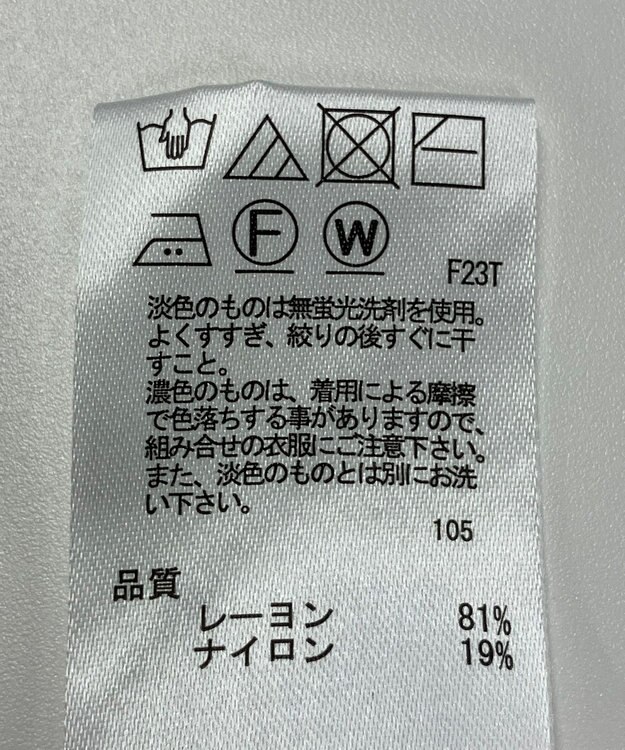 F W
F23T
淡色のものは無蛍光洗剤を使用。
よくすすぎ、絞りの後すぐに干
すこと。
濃色のものは、着用による摩擦
で色落ちする事がありますので、
組み合せの衣服にご注意下さい。
また、淡色のものとは別にお洗
い下さい。
105
品質
レーヨン 81%
ナイロン 19%